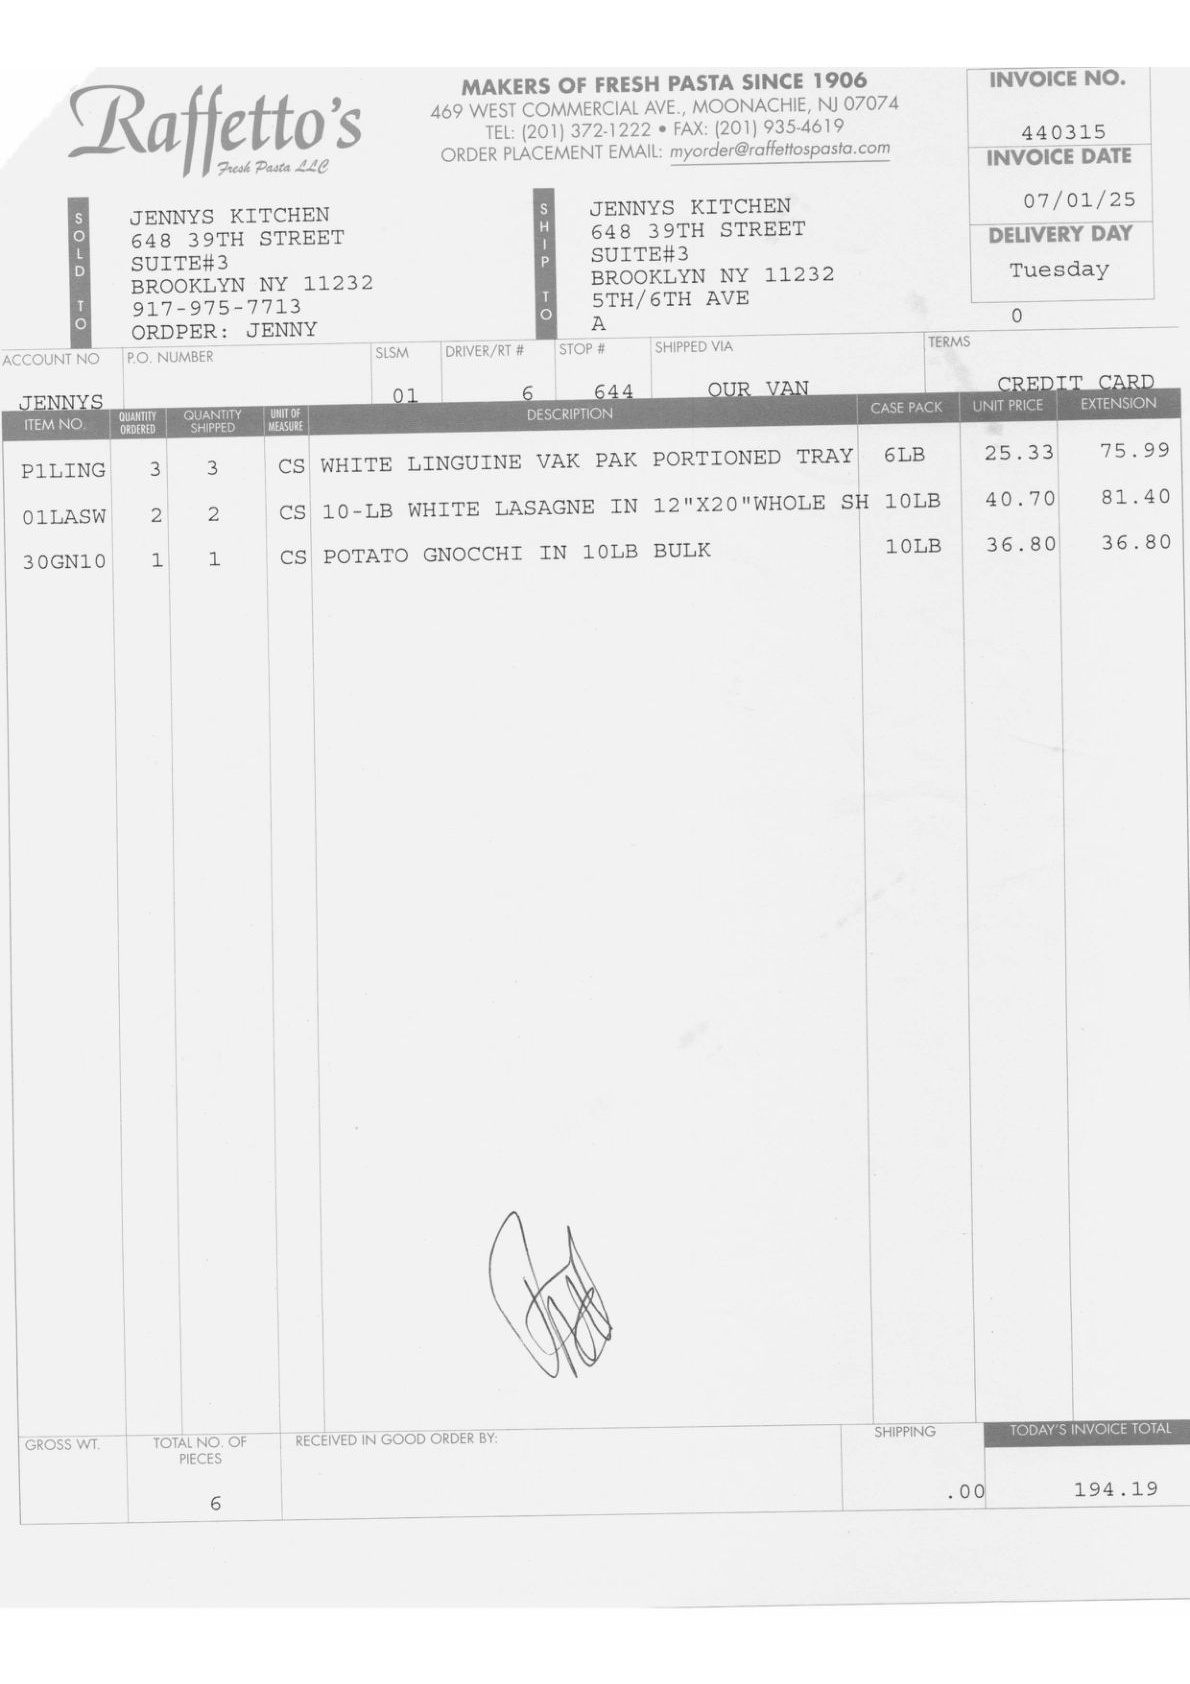 Raffetto's
Fresh Pasta LLC
MAKERS OF FRESH PASTA SINCE 1906
469 WEST COMMERCIAL AVE., MOONACHIE, NJ 07074
TEL: (201) 372-1222 • FAX: (201) 935-4619
ORDER PLACEMENT EMAIL: myorder@raffettospasta.com
INVOICE NO.
440315
INVOICE DATE
07/01/25
DELIVERY DAY
Tuesday
0
SOLD TO
JENNYS KITCHEN
648 39TH STREET
SUITE#3
BROOKLYN NY 11232
917-975-7713
ORDPER: JENNY
SHIP TO
JENNYS KITCHEN
648 39TH STREET
SUITE#3
BROOKLYN NY 11232
5TH/6TH AVE
A
ACCOUNT NO P.O. NUMBER SLSM DRIVER/RT # STOP # SHIPPED VIA TERMS
JENNYS 01 6 644 OUR VAN CREDIT CARD
ITEM NO. QUANTITY ORDERED QUANTITY SHIPPED UNIT OF MEASURE DESCRIPTION CASE PACK UNIT PRICE EXTENSION
P1LING 3 3 CS WHITE LINGUINE VAK PAK PORTIONED TRAY 6LB 25.33 75.99
01LASW 2 2 CS 10-LB WHITE LASAGNE IN 12"X20"WHOLE SH 10LB 40.70 81.40
30GN10 1 1 CS POTATO GNOCCHI IN 10LB BULK 10LB 36.80 36.80
GROSS WT. TOTAL NO. OF PIECES RECEIVED IN GOOD ORDER BY: SHIPPING TODAY'S INVOICE TOTAL
6 .00 194.19